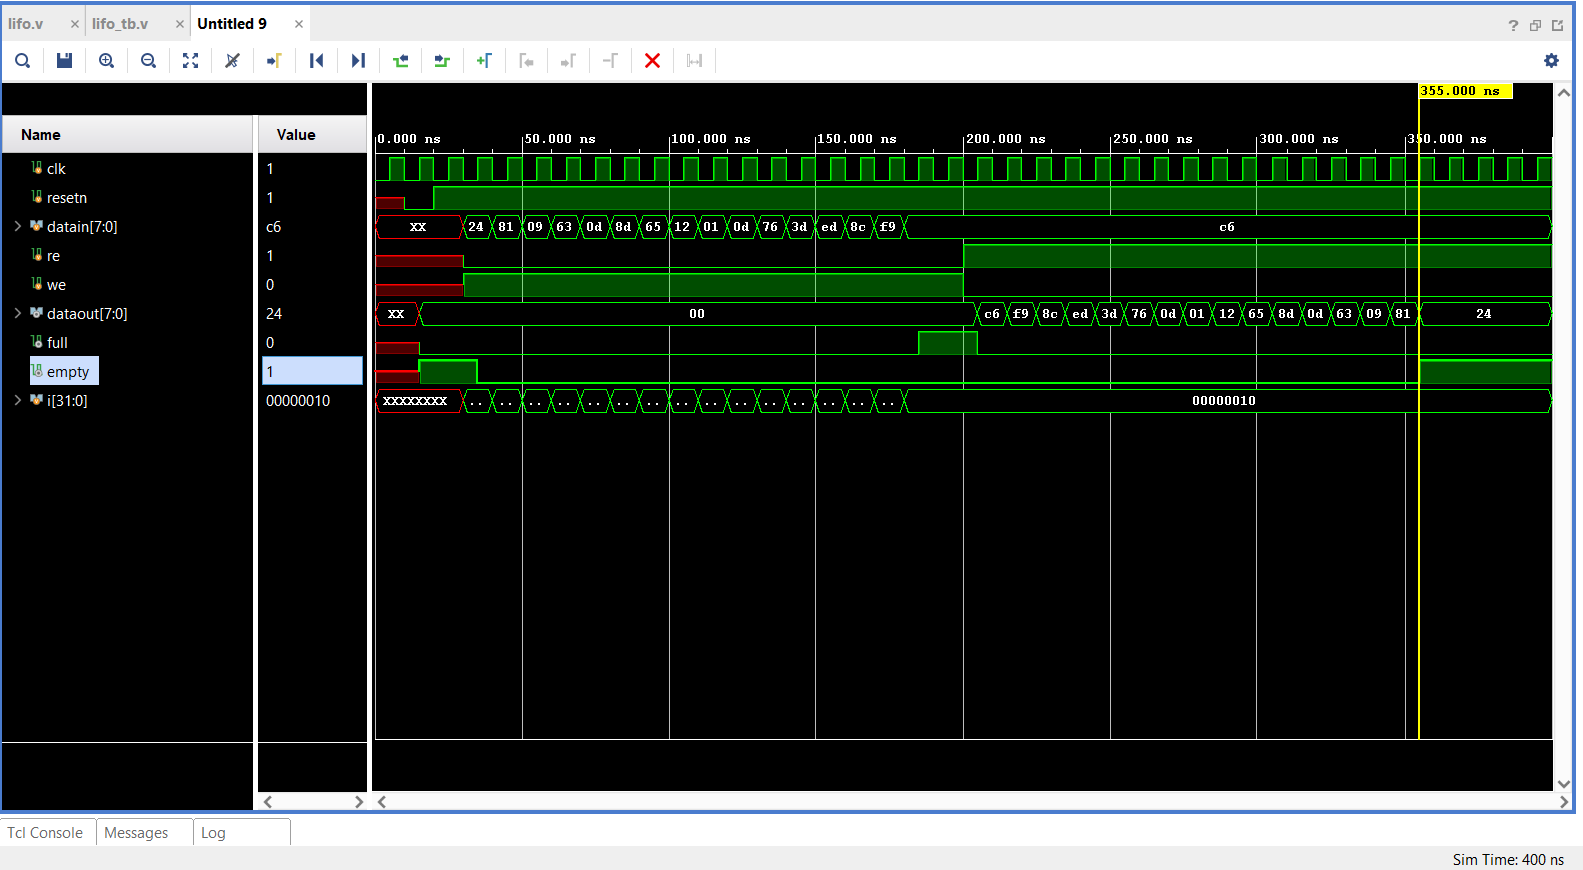 lifo.v × lifo_tb.v × Untitled 9 ×
?
355.000 ns
Name Value
0.000 ns 50.000 ns 100.000 ns 150.000 ns 200.000 ns 250.000 ns 300.000 ns 350.000 ns
clk 1
resetn 1
datain[7:0] c6 XX 24 81 09 63 0d 8d 65 12 01 0d 76 3d ed 8c f9 c6
re 1
we 0
dataout[7:0] 24 XX 00 c6 f9 8c ed 3d 76 0d 01 12 65 8d 0d 63 09 81 24
full 0
empty 1
i[31:0] 00000010 XXXXXXXX .. .. .. .. .. .. .. .. .. .. .. .. .. .. .. 00000010
Tcl Console Messages Log
Sim Time: 400 ns